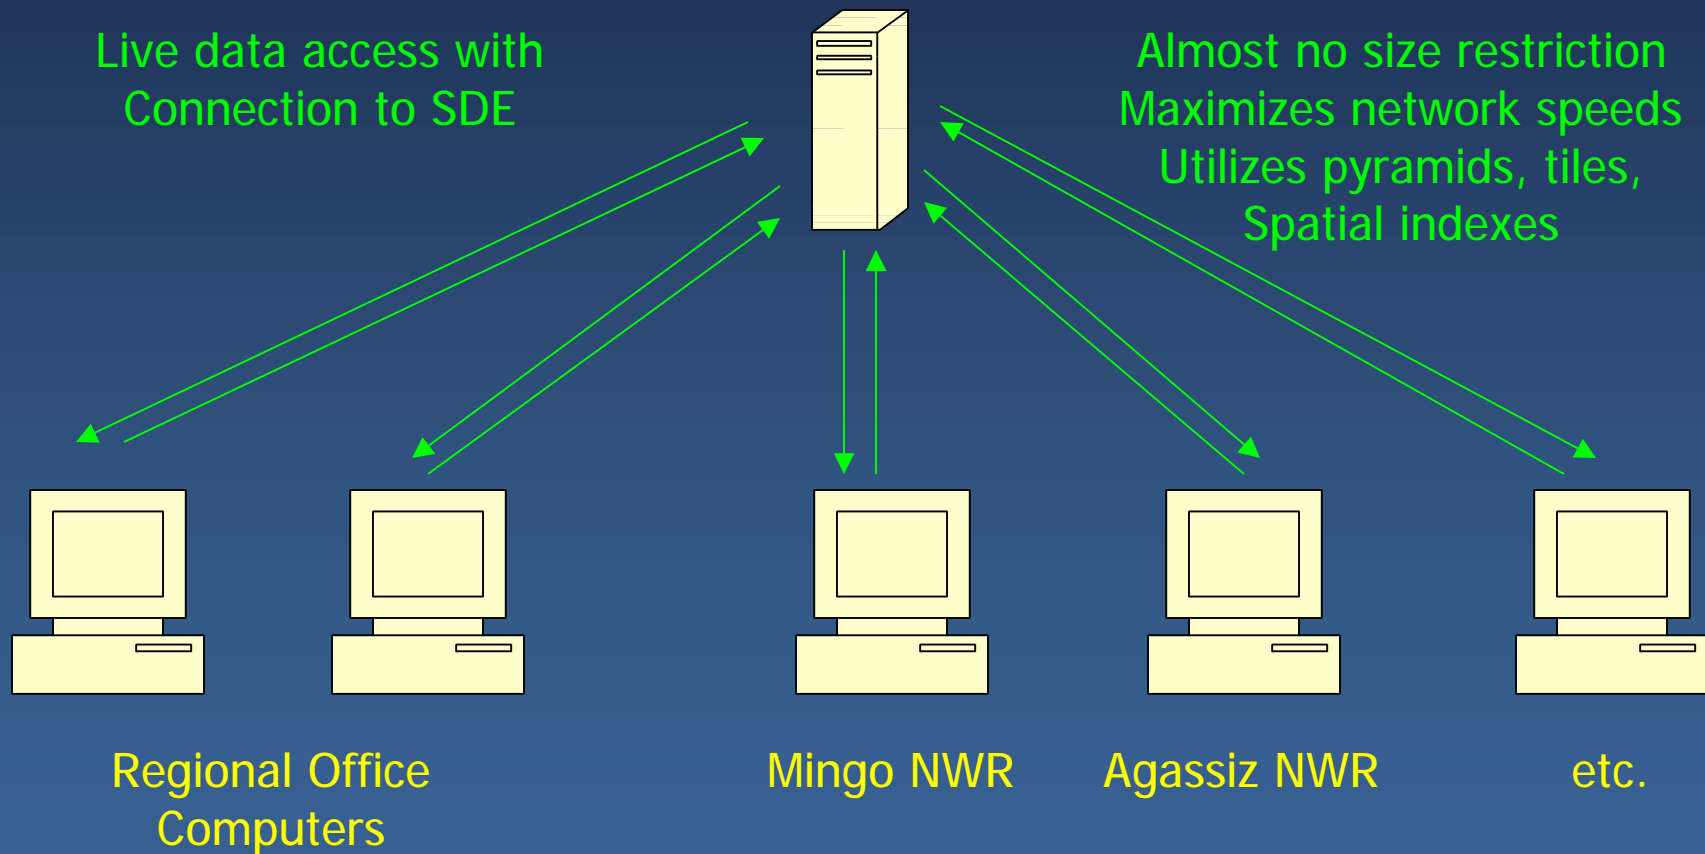 Live data access with
Connection to SDE
Almost no size restriction
Maximizes network speeds
Utilizes pyramids, tiles,
Spatial indexes
Regional Office
Computers
Mingo NWR
Agassiz NWR
etc.